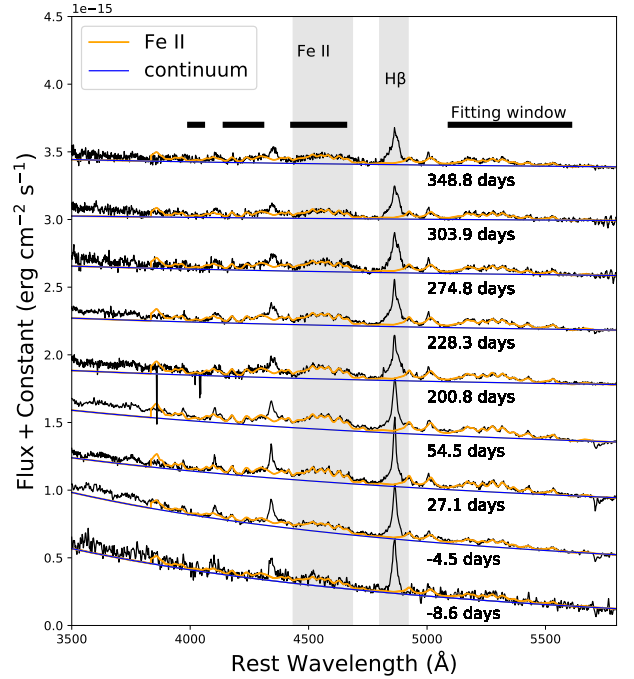 1e−15
Fe II
continuum
Fe II
Hβ
Fitting window
348.8 days
303.9 days
274.8 days
228.3 days
200.8 days
54.5 days
27.1 days
-4.5 days
-8.6 days
4.5
4.0
3.5
3.0
2.5
2.0
1.5
1.0
0.5
0.0
Flux + Constant (erg cm⁻² s⁻¹)
3500 4000 4500 5000 5500
Rest Wavelength (Å)